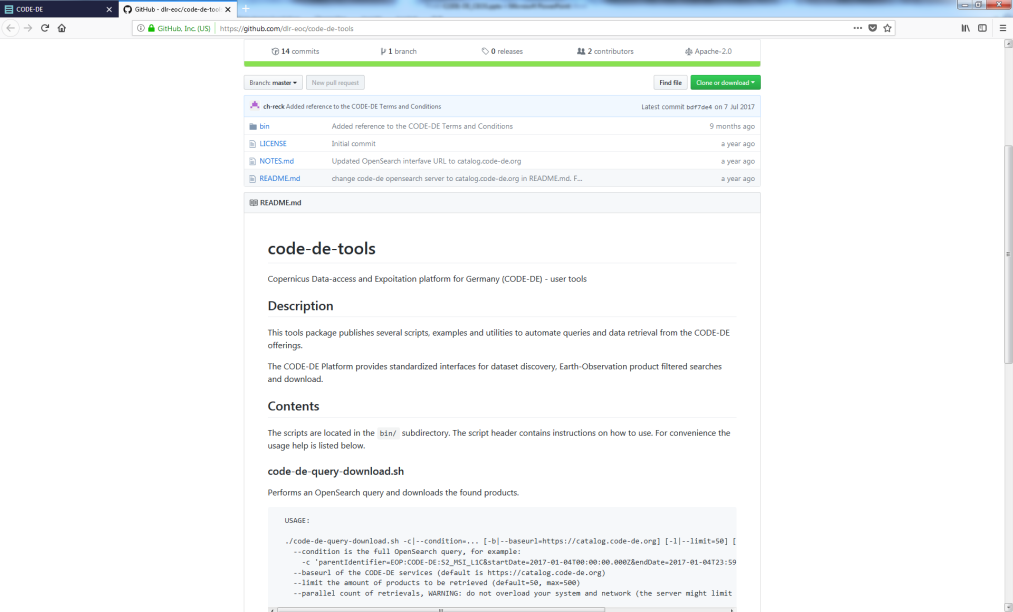 CODE-DE
GitHub - dlr-eoc/code-de-tools
GitHub, Inc. (US)
https://github.com/dlr-eoc/code-de-tools
14 commits
1 branch
0 releases
2 contributors
Apache-2.0
Branch: master
New pull request
Find file
Clone or download
ch-reck Added reference to the CODE-DE Terms and Conditions
Latest commit bdf7de4 on 7 Jul 2017
bin
Added reference to the CODE-DE Terms and Conditions
9 months ago
LICENSE
Initial commit
a year ago
NOTES.md
Updated OpenSearch interfave URL to catalog.code-de.org
a year ago
README.md
change code-de opensearch server to catalog.code-de.org in README.md. F...
a year ago
README.md
code-de-tools
Copernicus Data-access and Expoitation platform for Germany (CODE-DE) - user tools
Description
This tools package publishes several scripts, examples and utilities to automate queries and data retrieval from the CODE-DE
offerings.
The CODE-DE Platform provides standardized interfaces for dataset discovery, Earth-Observation product filtered searches
and download.
Contents
The scripts are located in the bin/ subdirectory. The script header contains instructions on how to use. For convenience the
usage help is listed below.
code-de-query-download.sh
Performs an OpenSearch query and downloads the found products.
USAGE:
./code-de-query-download.sh -c|--condition=... [-b|--baseurl=https://catalog.code-de.org] [-l|--limit=50] [
--condition is the full OpenSearch query, for example:
-c 'parentIdentifier=EOP:CODE-DE:S2_MSI_L1C&startDate=2017-01-04T00:00:00.000Z&endDate=2017-01-04T23:59
--baseurl of the CODE-DE services (default is https://catalog.code-de.org)
--limit the amount of products to be retrieved (default=50, max=500)
--parallel count of retrievals, WARNING: do not overload your system and network (the server might limit